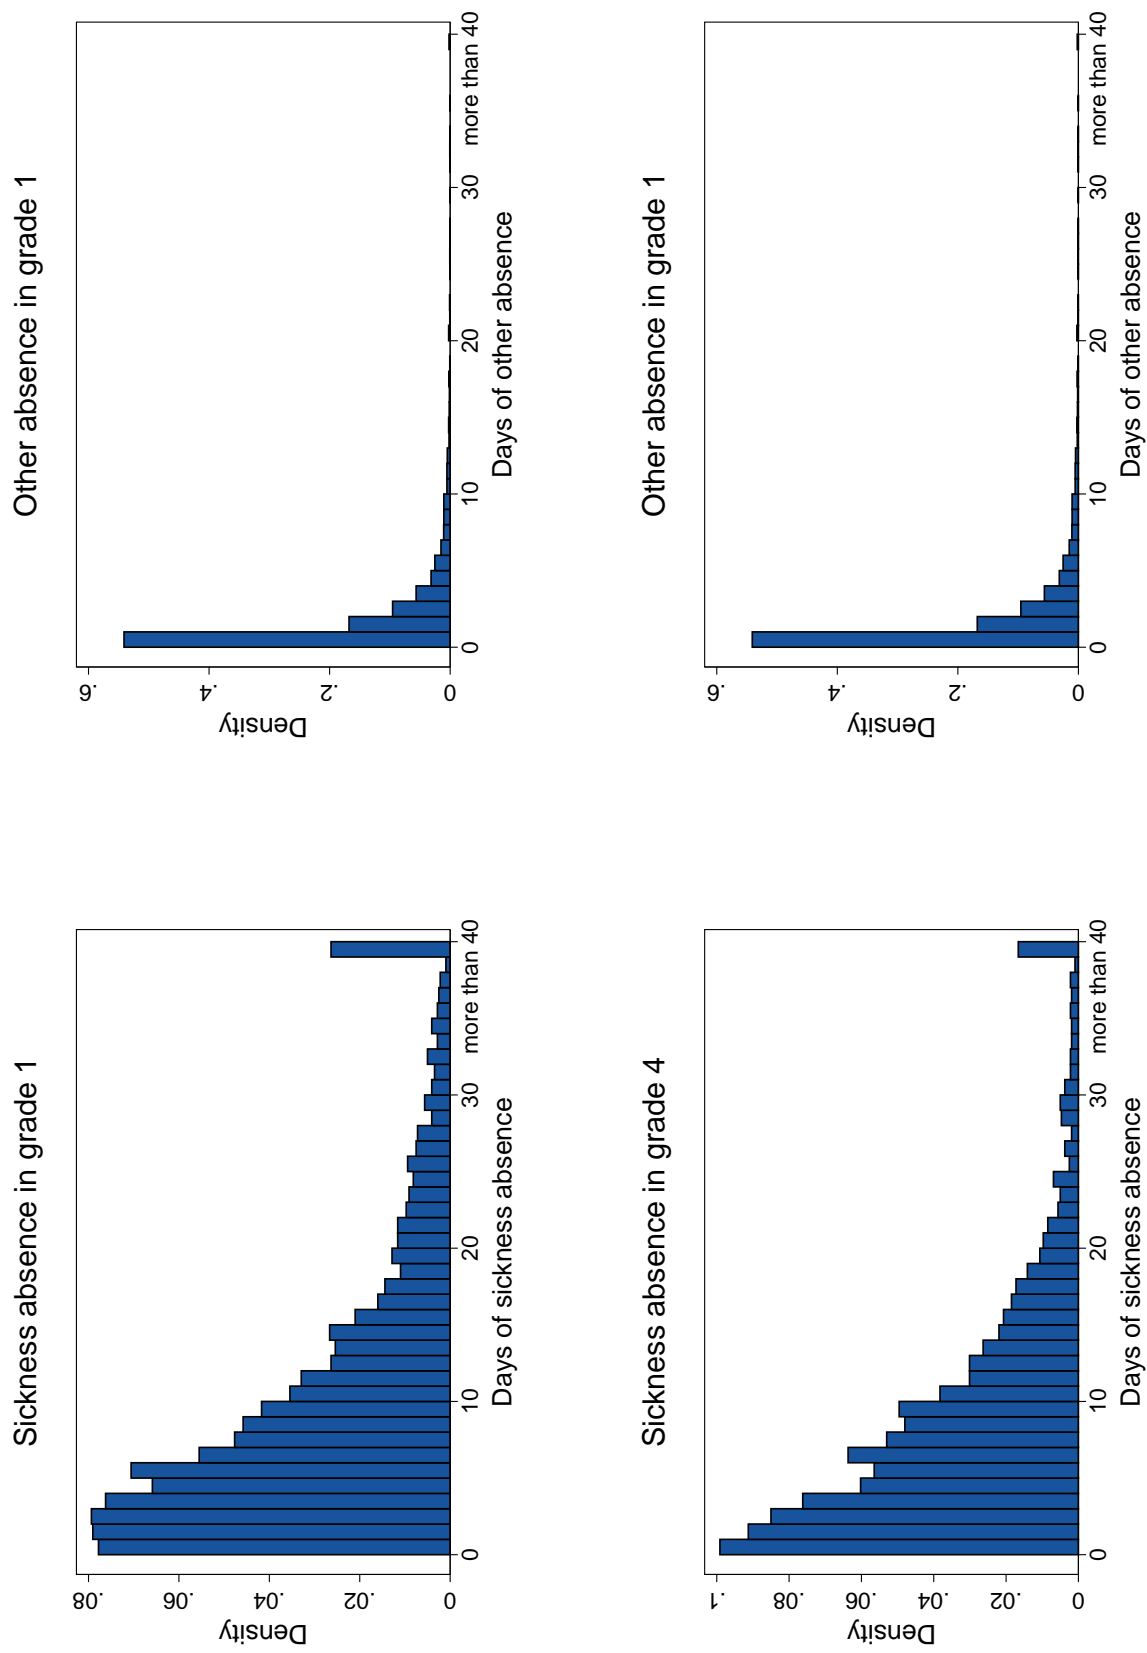 Sickness absence in grade 1
Density
0 .02 .04 .06 .08
0 10 20 30 more than 40
Days of sickness absence
Other absence in grade 1
Density
0 .2 .4 .6
0 10 20 30 more than 40
Days of other absence
Sickness absence in grade 4
Density
0 .02 .04 .06 .08 .1
0 10 20 30 more than 40
Days of sickness absence
Other absence in grade 1
Density
0 .2 .4 .6
0 10 20 30 more than 40
Days of other absence